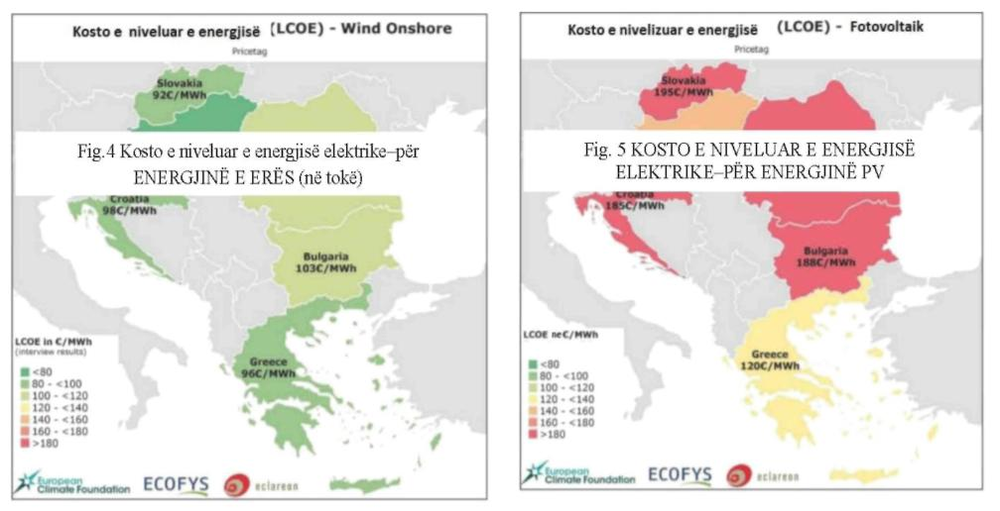 Kosto e niveluar e energjisë (LCOE) - Wind Onshore
Pricetag
Slovakia
92€/MWh
Fig.4 Kosto e niveluar e energjisë elektrike–për
ENERGJINË E ERËS (në tokë)
Croatia
98€/MWh
Bulgaria
103€/MWh
Greece
96€/MWh
LCOE in €/MWh
(interview results)
<80
80 - <100
100 - <120
120 - <140
140 - <160
160 - <180
>180
European
Climate Foundation
ECOFYS
eclareon
Kosto e nivelizuar e energjisë (LCOE) - Fotovoltaik
Pricetag
Slovakia
195€/MWh
Fig. 5 KOSTO E NIVELUAR E ENERGJISË
ELEKTRIKE–PËR ENERGJINË PV
Croatia
185€/MWh
Bulgaria
188€/MWh
Greece
120€/MWh
LCOE ne€/MWh
<80
80 - <100
100 - <120
120 - <140
140 - <160
160 - <180
>180
European
Climate Foundation
ECOFYS
eclareon